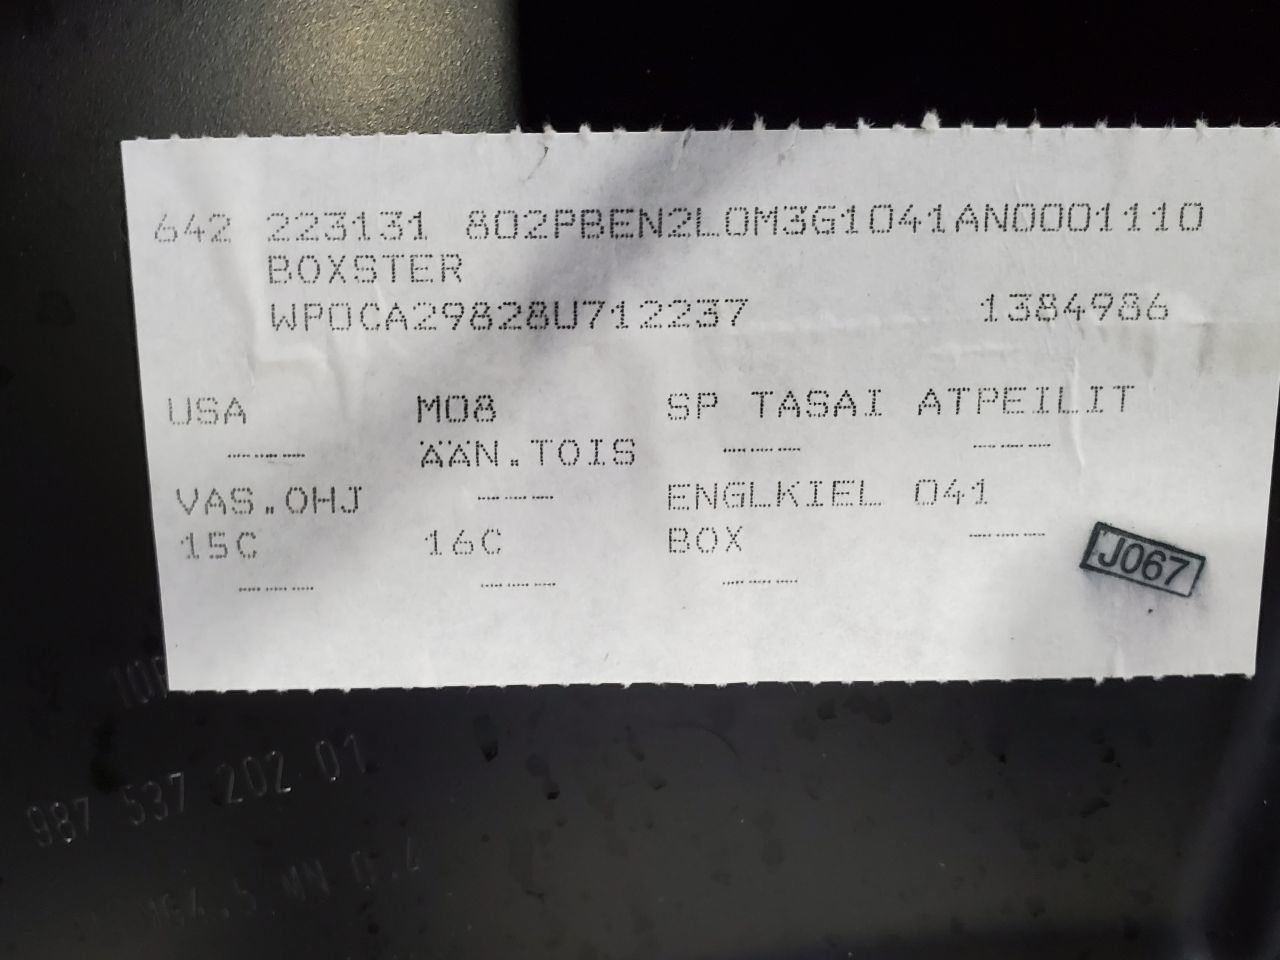 642 223131 802PBEN2L0M3G1041AN0001110
BOXSTER
WP0CA29828U712237 1384986
USA M08 SP TASAI ATPEILIT
---- ÄÄN.TOIS ---- ----
VAS.OHJ ---- ENGLKIEL 041
15C 16C BOX ----
---- ---- ----
J067
987 537 202 01